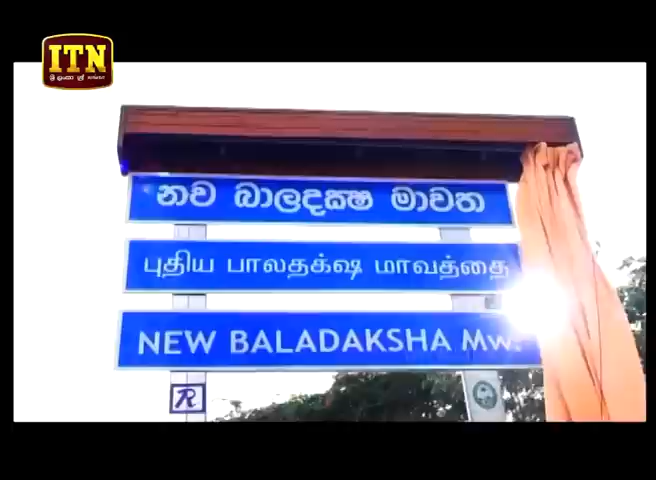 ITN
නව බාලදක්ෂ මාවත
புதிய பாலதக்ஷ மாவத்தை
NEW BALADAKSHA Mw.
R